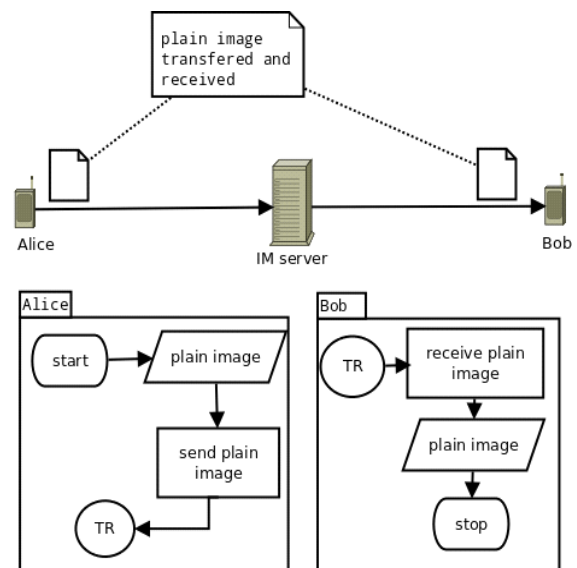 plain image
transfered and
received
Alice
IM server
Bob
Alice
start
plain image
send plain
image
TR
Bob
TR
receive plain
image
plain image
stop